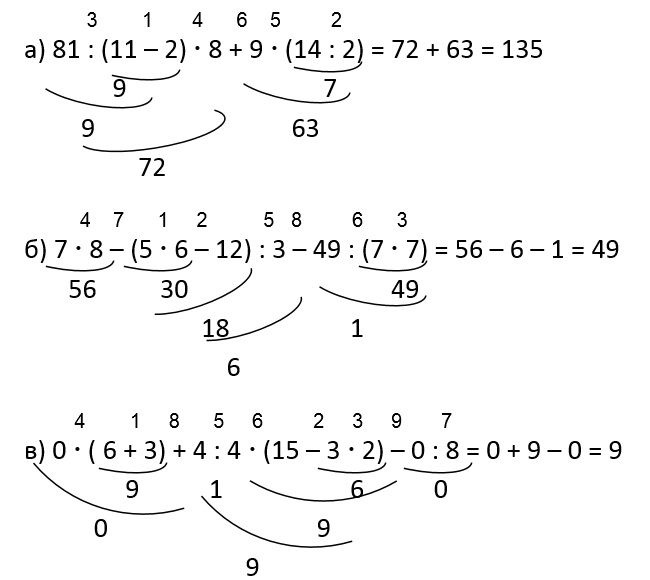 3 1 4 6 5 2
а) 81 : (11 – 2) · 8 + 9 · (14 : 2) = 72 + 63 = 135
9 7
9 63
72
4 7 1 2 5 8 6 3
б) 7 · 8 – (5 · 6 – 12) : 3 – 49 : (7 · 7) = 56 – 6 – 1 = 49
56 30 49
18 1
6
4 1 8 5 6 2 3 9 7
в) 0 · ( 6 + 3) + 4 : 4 · (15 – 3 · 2) – 0 : 8 = 0 + 9 – 0 = 9
9 1 6 0
0 9
9